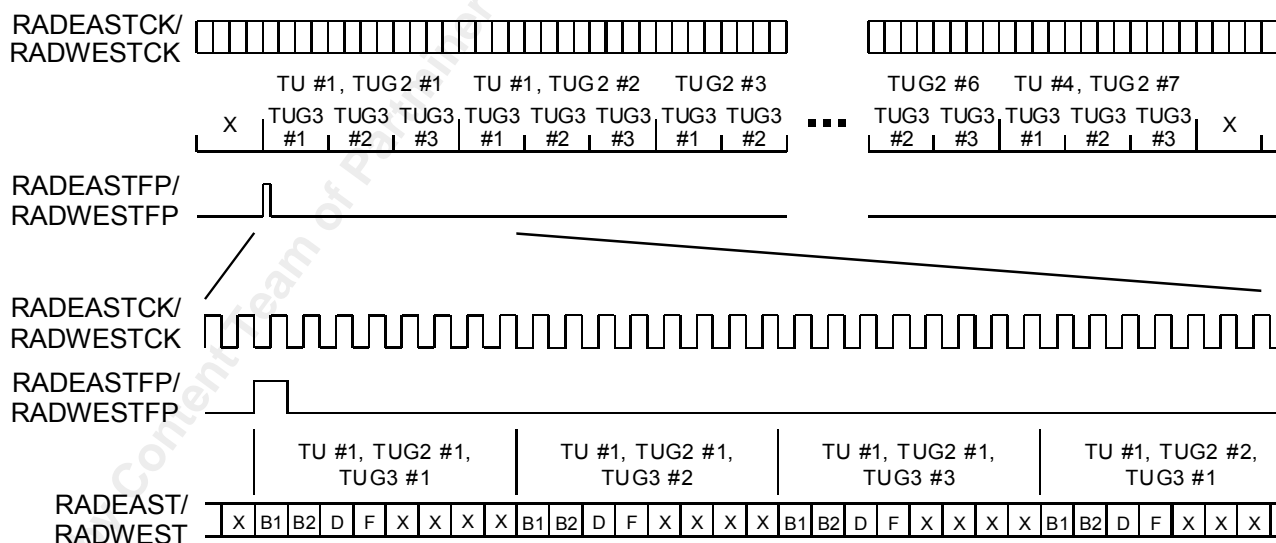 RADEASTCK/
RADWESTCK
TU #1, TUG2 #1 TU #1, TUG2 #2 TUG2 #3 TUG2 #6 TU #4, TUG2 #7
X TUG3 TUG3 TUG3 TUG3 TUG3 TUG3 TUG3 TUG3 TUG3 TUG3 TUG3 TUG3 TUG3 X
#1 #2 #3 #1 #2 #3 #1 #2 #2 #3 #1 #2 #3
RADEASTFP/
RADWESTFP
RADEASTCK/
RADWESTCK
RADEASTFP/
RADWESTFP
TU #1, TUG2 #1, TU #1, TUG2 #1, TU #1, TUG2 #1, TU #1, TUG2 #2,
TUG3 #1 TUG3 #2 TUG3 #3 TUG3 #1
RADEAST/
RADWEST
X B1 B2 D F X X X X B1 B2 D F X X X X B1 B2 D F X X X X B1 B2 D F X X X
Content Team of Partminer